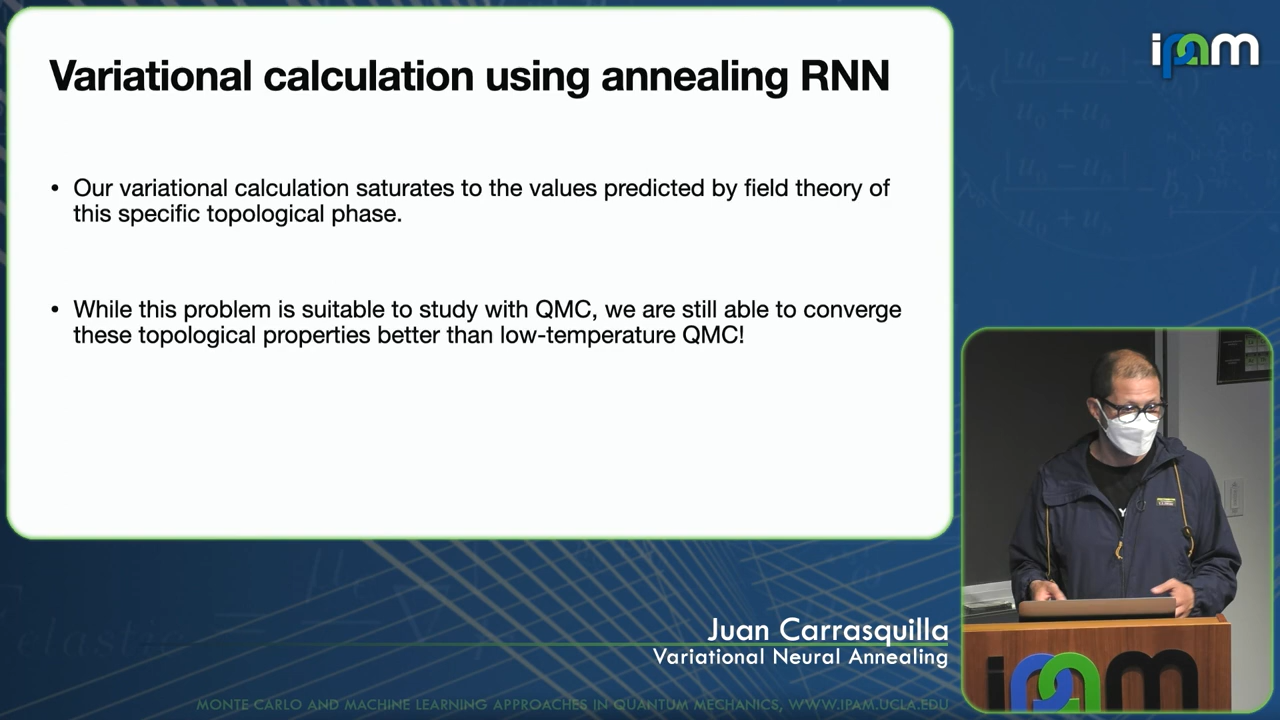 Variational calculation using annealing RNN
• Our variational calculation saturates to the values predicted by field theory of
this specific topological phase.
• While this problem is suitable to study with QMC, we are still able to converge
these topological properties better than low-temperature QMC!
ipam
Juan Carrasquilla
Variational Neural Annealing
ipam
MONTE CARLO AND MACHINE LEARNING APPROACHES IN QUANTUM MECHANICS, WWW.IPAM.UCLA.EDU